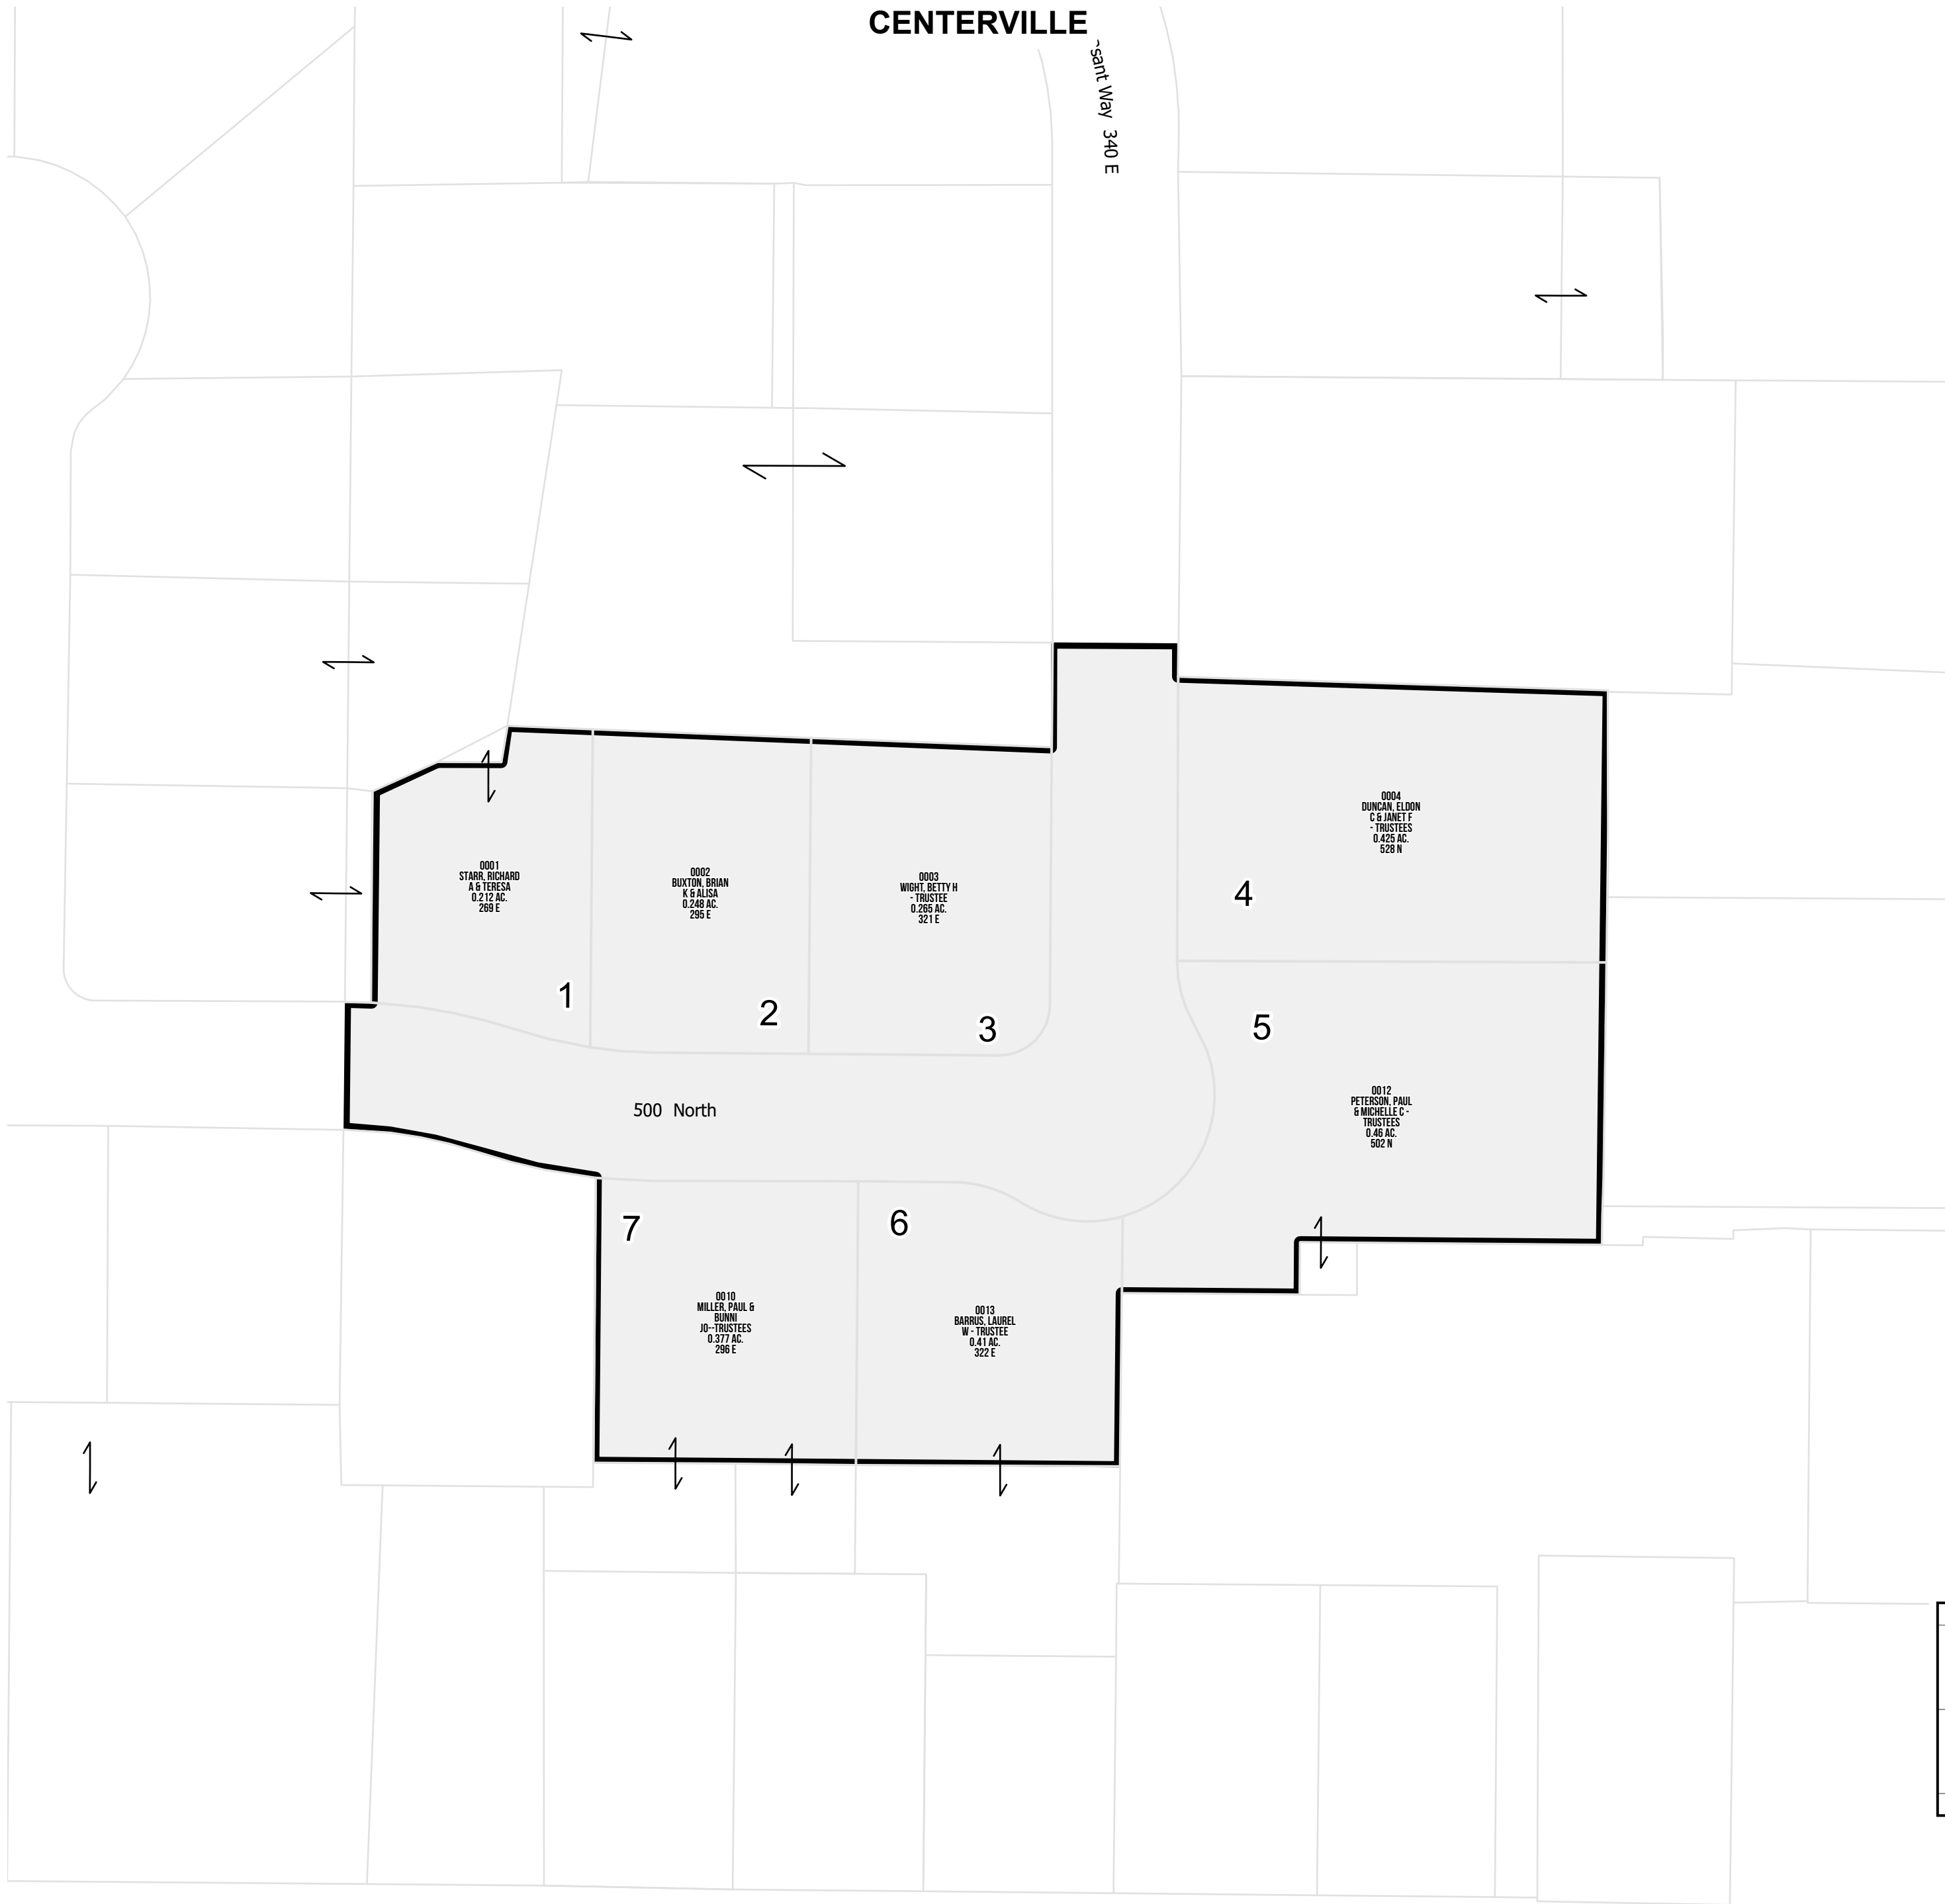 CENTERVILLE
sant Way 340 E
0004
DUNCAN, ELDON
C & JANET F
- TRUSTEES
0.425 AC.
528 N
0001
STARR, RICHARD
A & TERESA
0.212 AC.
269 E
0002
BUXTON, BRIAN
K & ALISA
0.248 AC.
295 E
0003
WIGHT, BETTY H
- TRUSTEE
0.265 AC.
321 E
4
1
2
3
5
500 North
0012
PETERSON, PAUL
& MICHELLE C -
TRUSTEES
0.46 AC.
502 N
7
6
0010
MILLER, PAUL &
BUNNI
JO--TRUSTEES
0.377 AC.
296 E
0013
BARRUS, LAUREL
W - TRUSTEE
0.41 AC.
322 E